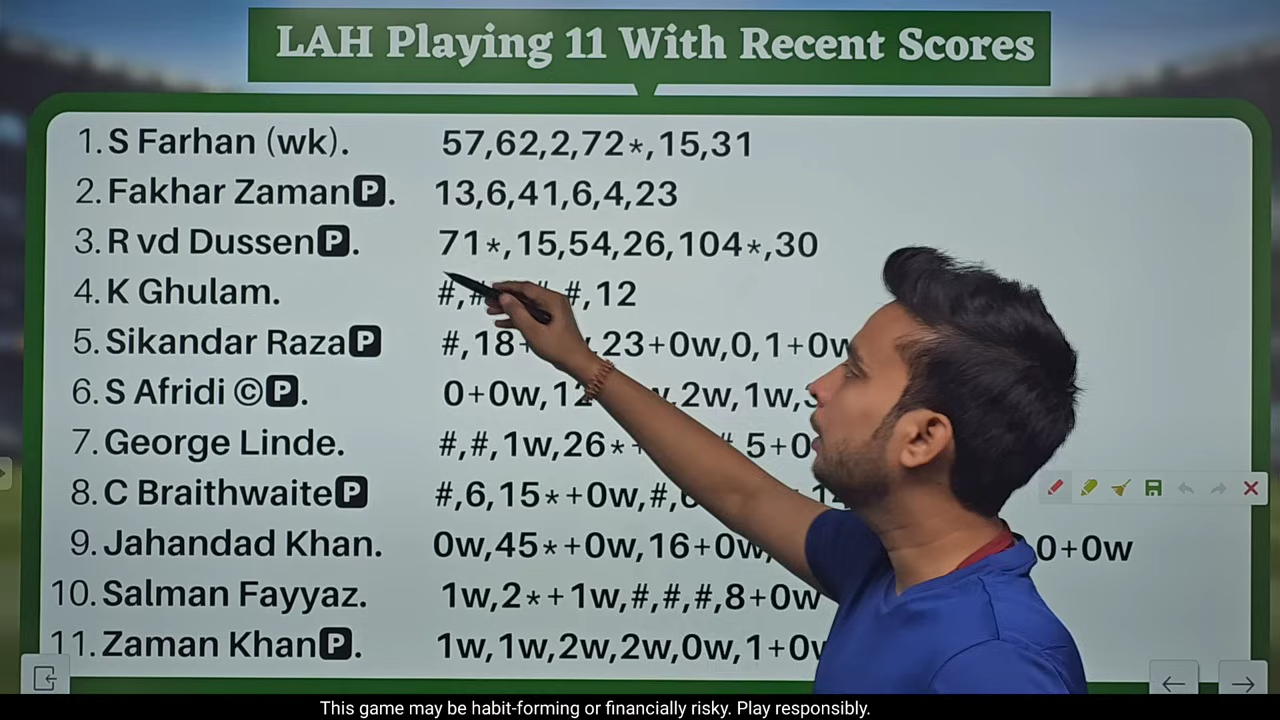 LAH Playing 11 With Recent Scores
1. S Farhan (wk). 57,62,2,72*,15,31
2. Fakhar Zaman P. 13,6,41,6,4,23
3. R vd Dussen P. 71*,15,54,26,104*,30
4. K Ghulam. #, #,12
5. Sikandar Raza P #,18 ,23+0w,0,1+0w
6. S Afridi © P. 0+0w, ,2w,1w,
7. George Linde. #,#,1w,26* 5+0
8. C Braithwaite P #,6,15*+0w,#,
9. Jahandad Khan. 0w,45*+0w,16+0w, 0+0w
10. Salman Fayyaz. 1w,2*+1w,#,#,#,8+0w
11. Zaman Khan P. 1w,1w,2w,2w,0w,1+0w
This game may be habit-forming or financially risky. Play responsibly.